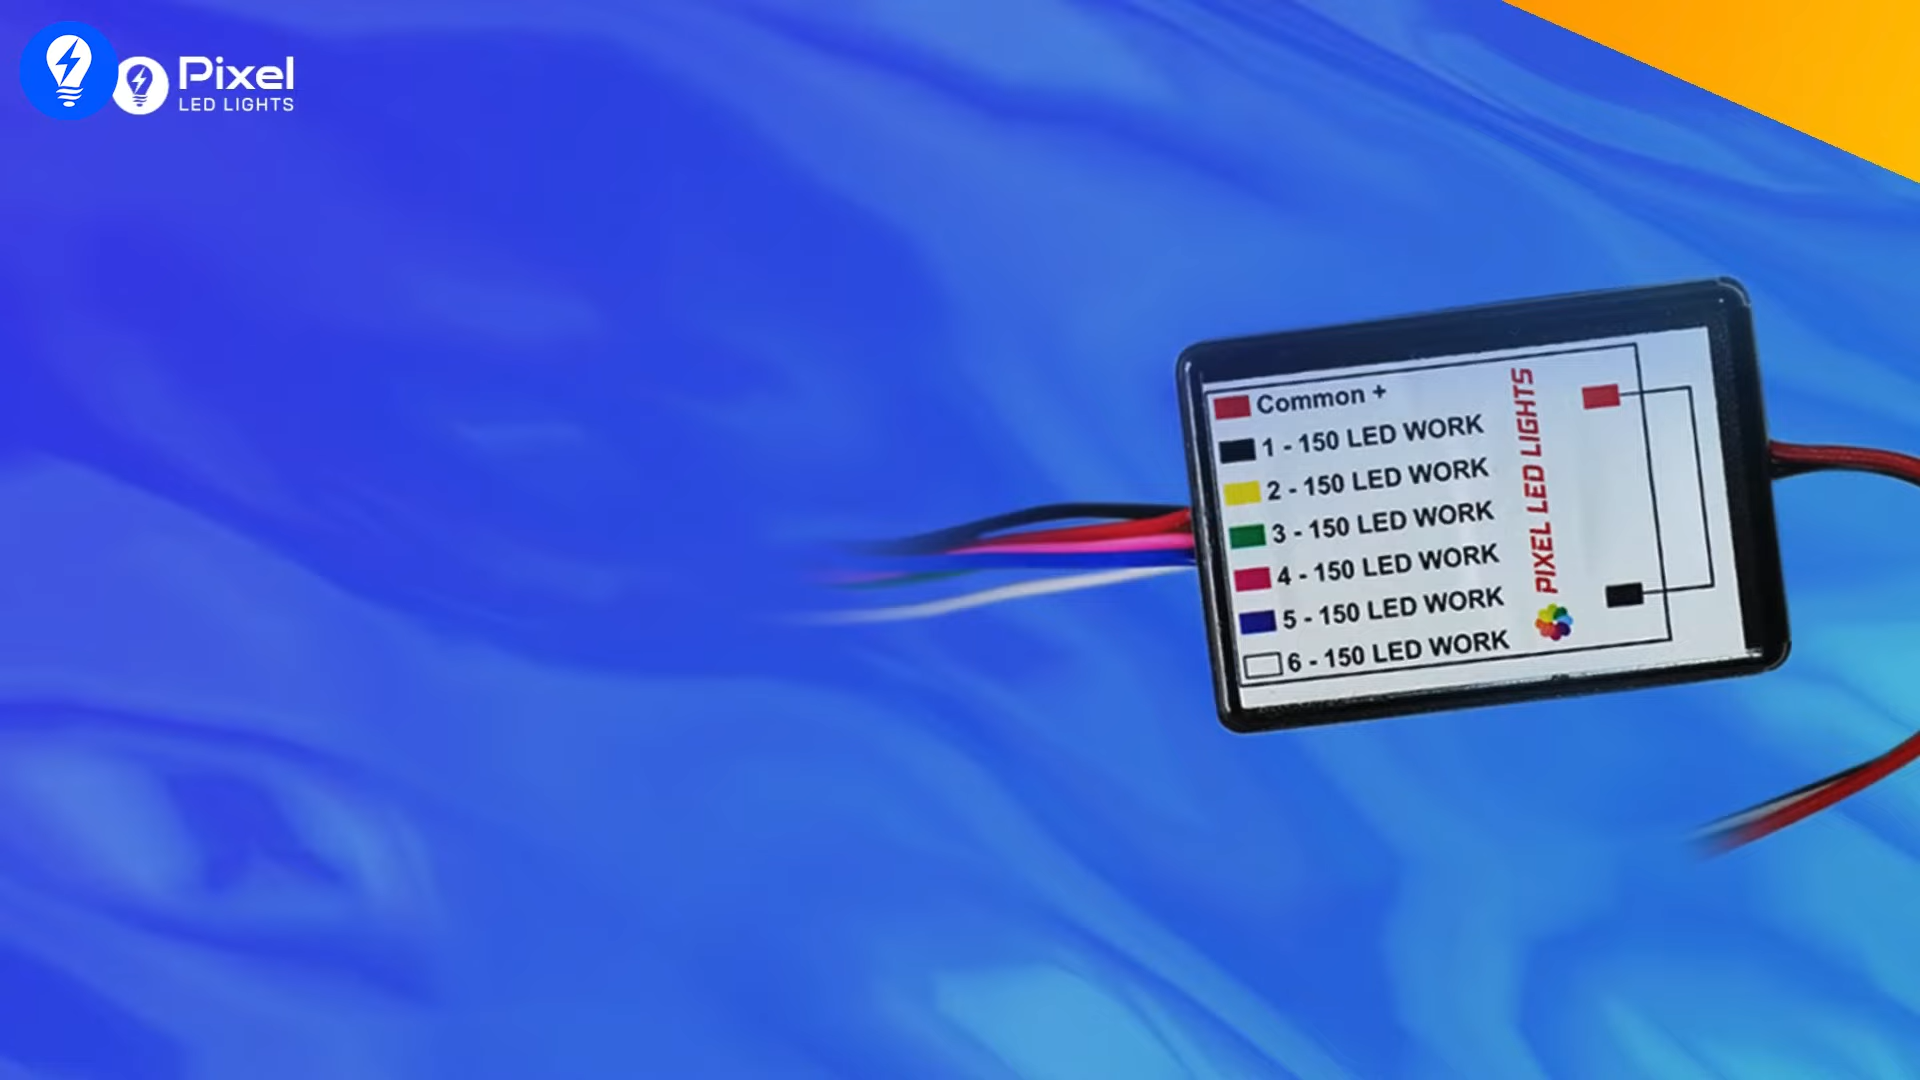 Pixel
LED LIGHTS
Common +
1 - 150 LED WORK
2 - 150 LED WORK
3 - 150 LED WORK
4 - 150 LED WORK
5 - 150 LED WORK
6 - 150 LED WORK
PIXEL LED LIGHTS